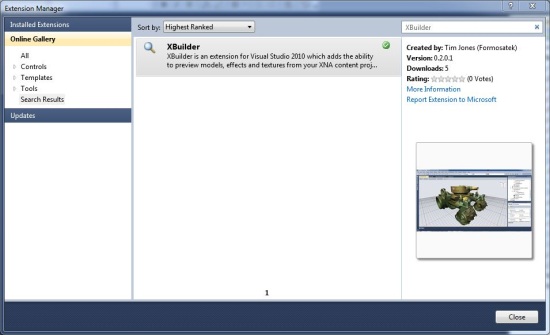 Extension Manager
Installed Extensions
Online Gallery
All
Controls
Templates
Tools
Search Results
Updates
Sort by: Highest Ranked
XBuilder
XBuilder is an extension for Visual Studio 2010 which adds the ability
to preview models, effects and textures from your XNA content proj...
1
XBuilder
Created by: Tim Jones (Formosatek)
Version: 0.2.0.1
Downloads: 5
Rating: (0 Votes)
More Information
Report Extension to Microsoft
Close